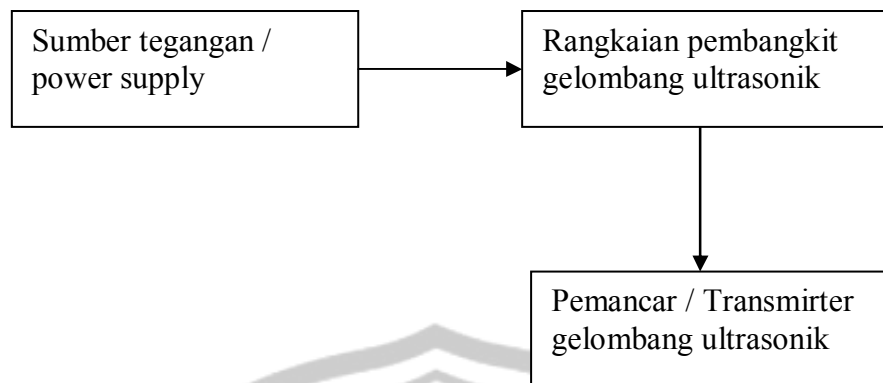 Sumber tegangan /
power supply
Rangkaian pembangkit
gelombang ultrasonik
Pemancar / Transmirter
gelombang ultrasonik